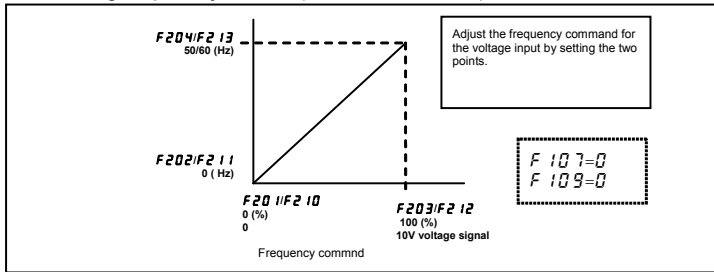 F204/F213
50/60 (Hz)
Adjust the frequency command for
the voltage input by setting the two
points.
F202/F211
0 ( Hz)
F107=0
F109=0
F201/F210
0 (%)
0
F203/F212
100 (%)
10V voltage signal
Frequency commnd